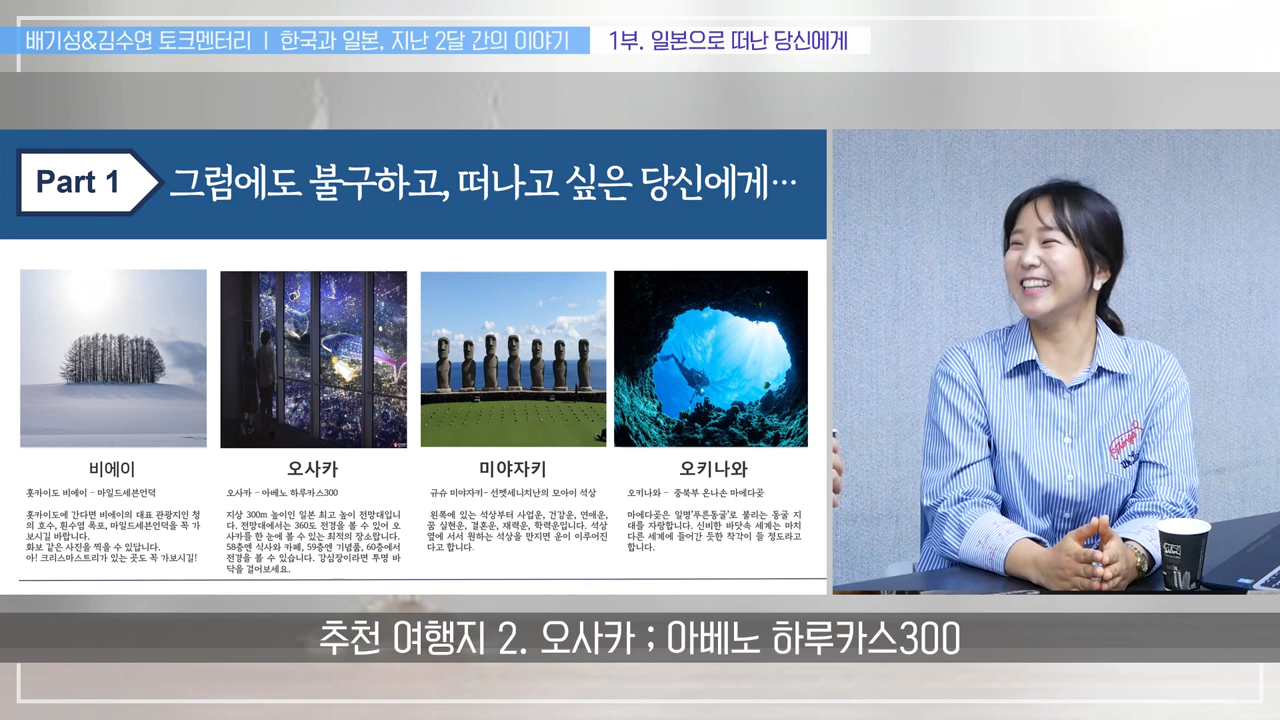 배기성&김수연 토크멘터리 ㅣ 한국과 일본, 지난 2달 간의 이야기
1부. 일본으로 떠난 당신에게
Part 1
그럼에도 불구하고, 떠나고 싶은 당신에게…
비에이
홋카이도 비에이 - 마일드세븐언덕
홋카이도에 간다면 비에이의 대표 관광지인 청
의 호수, 흰수염 폭포, 마일드세븐언덕을 꼭 가
보시길 바랍니다.
화보 같은 사진을 찍을 수 있답니다.
아! 크리스마스트리가 있는 곳도 꼭 가보시길!
오사카
오사카 - 아베노 하루카스300
지상 300m 높이인 일본 최고 높이 전망대입니
다. 전망대에서는 360도 전경을 볼 수 있어 오
사카를 한 눈에 볼 수 있는 최적의 장소랍니다.
58층엔 식사와 카페, 59층엔 기념품, 60층에서
전경을 볼 수 있습니다. 강심장이라면 투명 바
닥을 걸어보세요.
미야자키
규슈 미야자키- 선멧세니치난의 모아이 석상
왼쪽에 있는 석상부터 사업운, 건강운, 연애운,
꿈 실현운, 결혼운, 재력운, 학력운입니다. 석상
옆에 서서 원하는 석상을 만지면 운이 이루어진
다고 합니다.
오키나와
오키나와 - 중북부 온나손 마에다곶
마에다곶은 일명'푸른동굴'로 불리는 동굴 지
대를 자랑합니다. 신비한 바닷속 세계는 마치
다른 세계에 들어간 듯한 착각이 들 정도라고
합니다.
추천 여행지 2. 오사카 ; 아베노 하루카스300